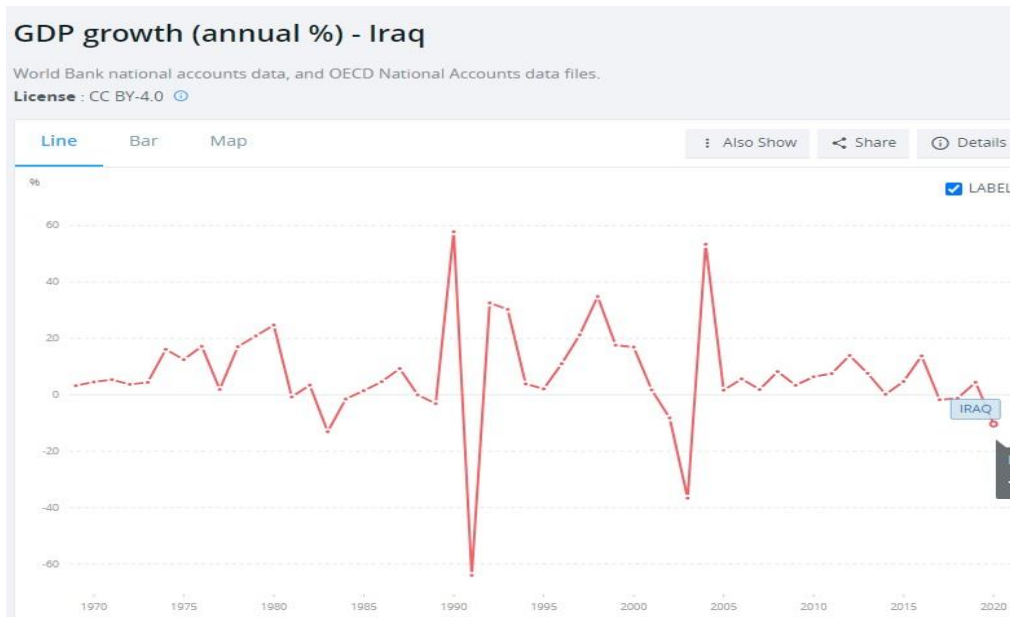 GDP growth (annual %) - Iraq
World Bank national accounts data, and OECD National Accounts data files.
License : CC BY-4.0
Line Bar Map Also Show Share Details
% LABEL
60
40
20
0
IRAQ
-20
-40
-60
1970 1975 1980 1985 1990 1995 2000 2005 2010 2015 2020